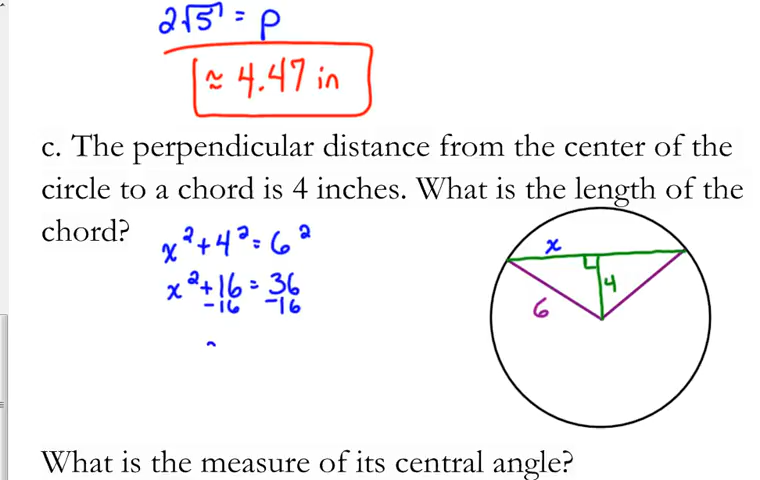 2√5 = p
≈ 4.47 in
c. The perpendicular distance from the center of the
circle to a chord is 4 inches. What is the length of the
chord?
x² + 4² = 6²
x² + 16 = 36
-16 -16
x
4
6
What is the measure of its central angle?